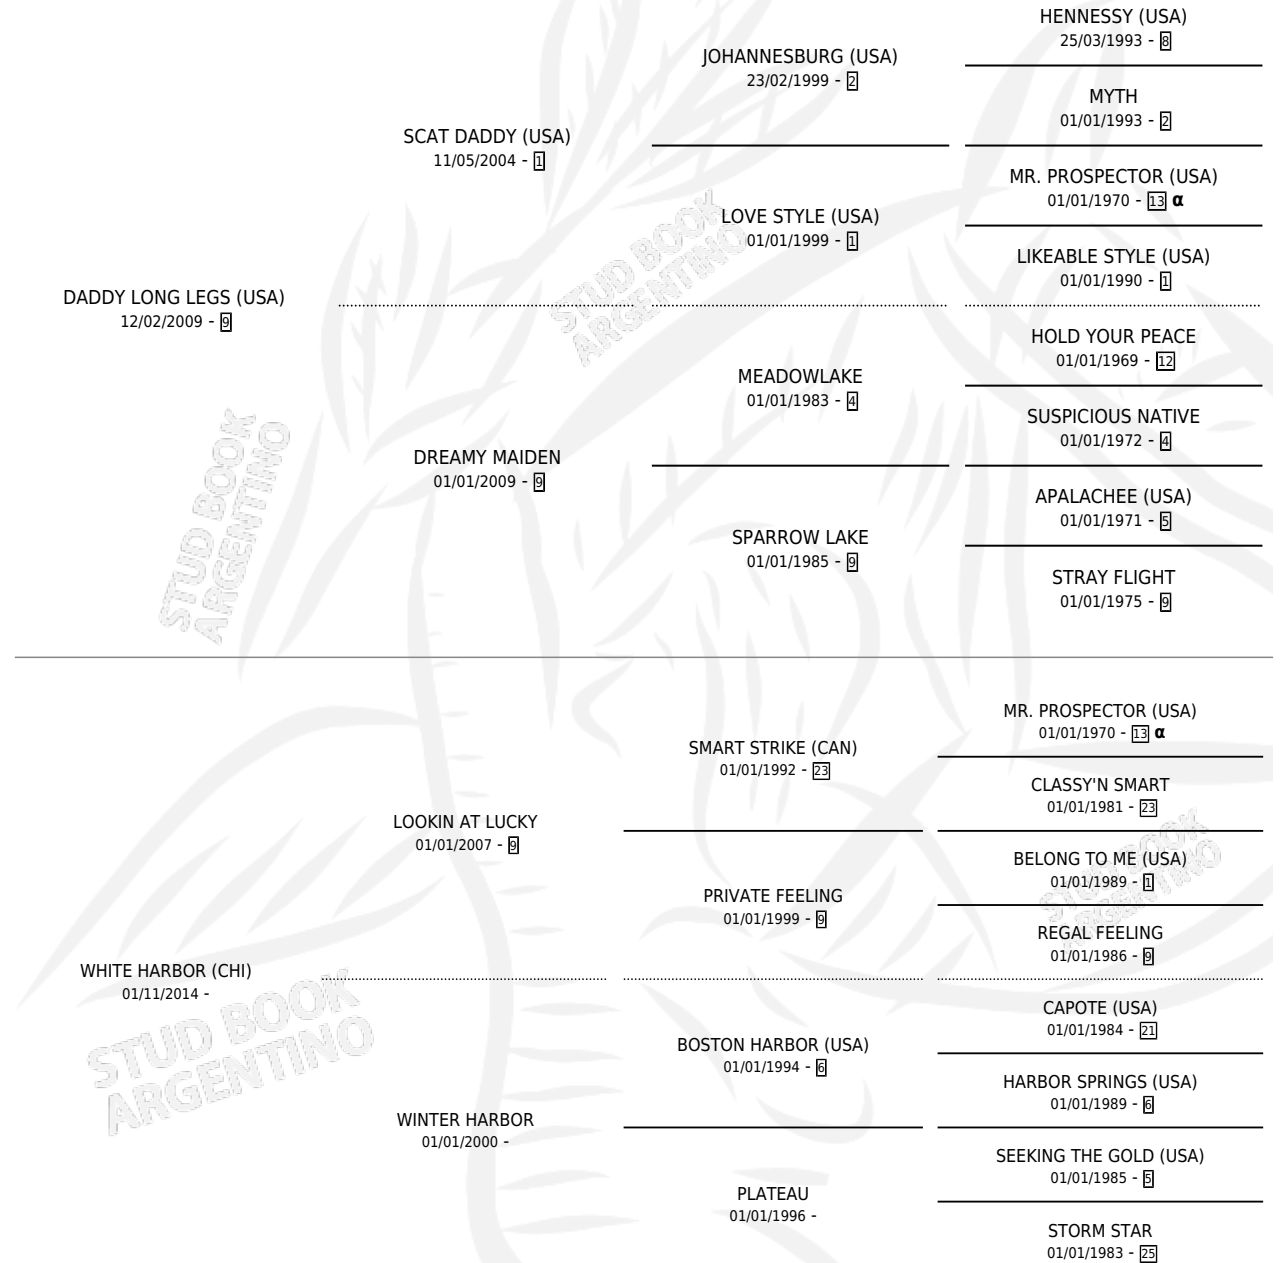 HENNESSY (USA)
25/03/1993 - 8
JOHANNESBURG (USA)
23/02/1999 - 2
MYTH
01/01/1993 - 2
SCAT DADDY (USA)
11/05/2004 - 1
MR. PROSPECTOR (USA)
01/01/1970 - 13 α
LOVE STYLE (USA)
01/01/1999 - 1
LIKEABLE STYLE (USA)
01/01/1990 - 1
DADDY LONG LEGS (USA)
12/02/2009 - 9
HOLD YOUR PEACE
01/01/1969 - 12
MEADOWLAKE
01/01/1983 - 4
SUSPICIOUS NATIVE
01/01/1972 - 4
DREAMY MAIDEN
01/01/2009 - 9
APALACHEE (USA)
01/01/1971 - 5
SPARROW LAKE
01/01/1985 - 9
STRAY FLIGHT
01/01/1975 - 9
STUD BOOK
ARGENTINO
STUD BOOK
ARGENTINO
MR. PROSPECTOR (USA)
01/01/1970 - 13 α
SMART STRIKE (CAN)
01/01/1992 - 23
CLASSY'N SMART
01/01/1981 - 23
LOOKIN AT LUCKY
01/01/2007 - 9
BELONG TO ME (USA)
01/01/1989 - 1
PRIVATE FEELING
01/01/1999 - 9
REGAL FEELING
01/01/1986 - 9
WHITE HARBOR (CHI)
01/11/2014 -
CAPOTE (USA)
01/01/1984 - 21
BOSTON HARBOR (USA)
01/01/1994 - 6
HARBOR SPRINGS (USA)
01/01/1989 - 6
WINTER HARBOR
01/01/2000 -
SEEKING THE GOLD (USA)
01/01/1985 - 5
PLATEAU
01/01/1996 -
STORM STAR
01/01/1983 - 25
STUD BOOK
ARGENTINO
STUD BOOK
ARGENTINO